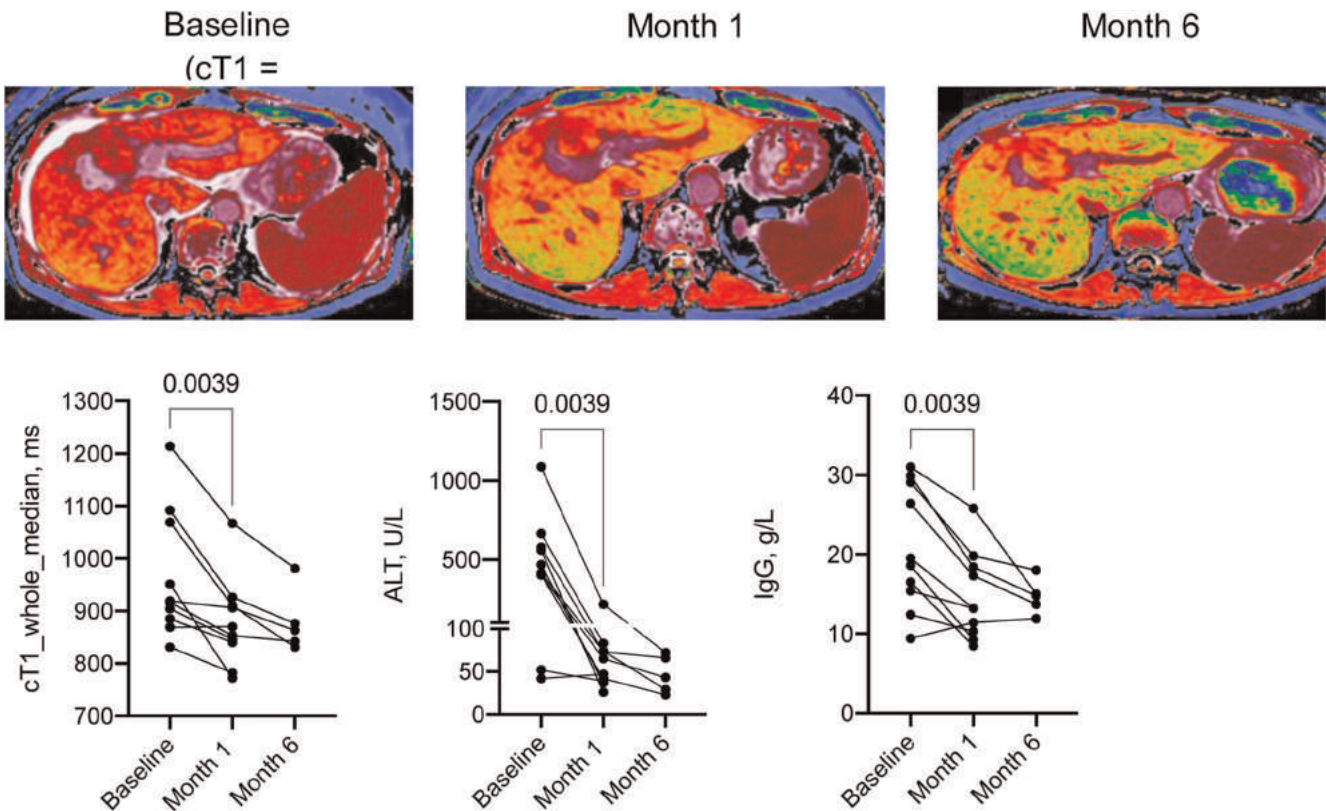 Baseline
(cT1 =
Month 1
Month 6
0.0039
1300
1200
1100
1000
900
800
700
cT1_whole_median, ms
Baseline
Month 1
Month 6
0.0039
1500
1000
500
100
50
0
ALT, U/L
Baseline
Month 1
Month 6
0.0039
40
30
20
10
0
IgG, g/L
Baseline
Month 1
Month 6